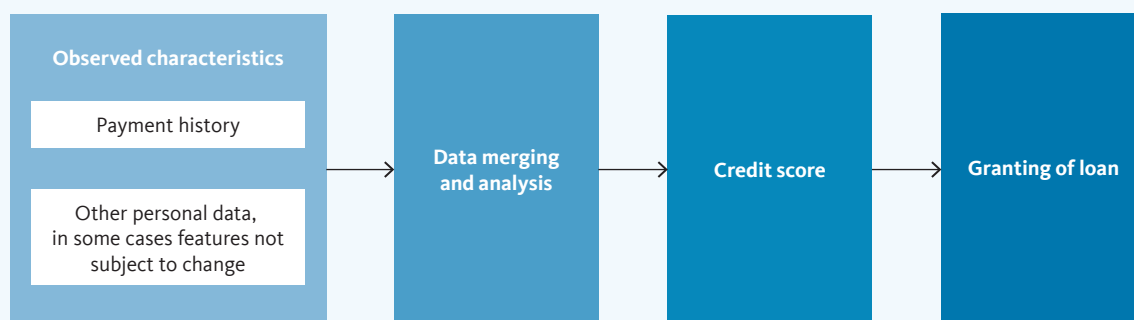 Observed characteristics
Payment history
Other personal data,
in some cases features not
subject to change
Data merging
and analysis
Credit score
Granting of loan